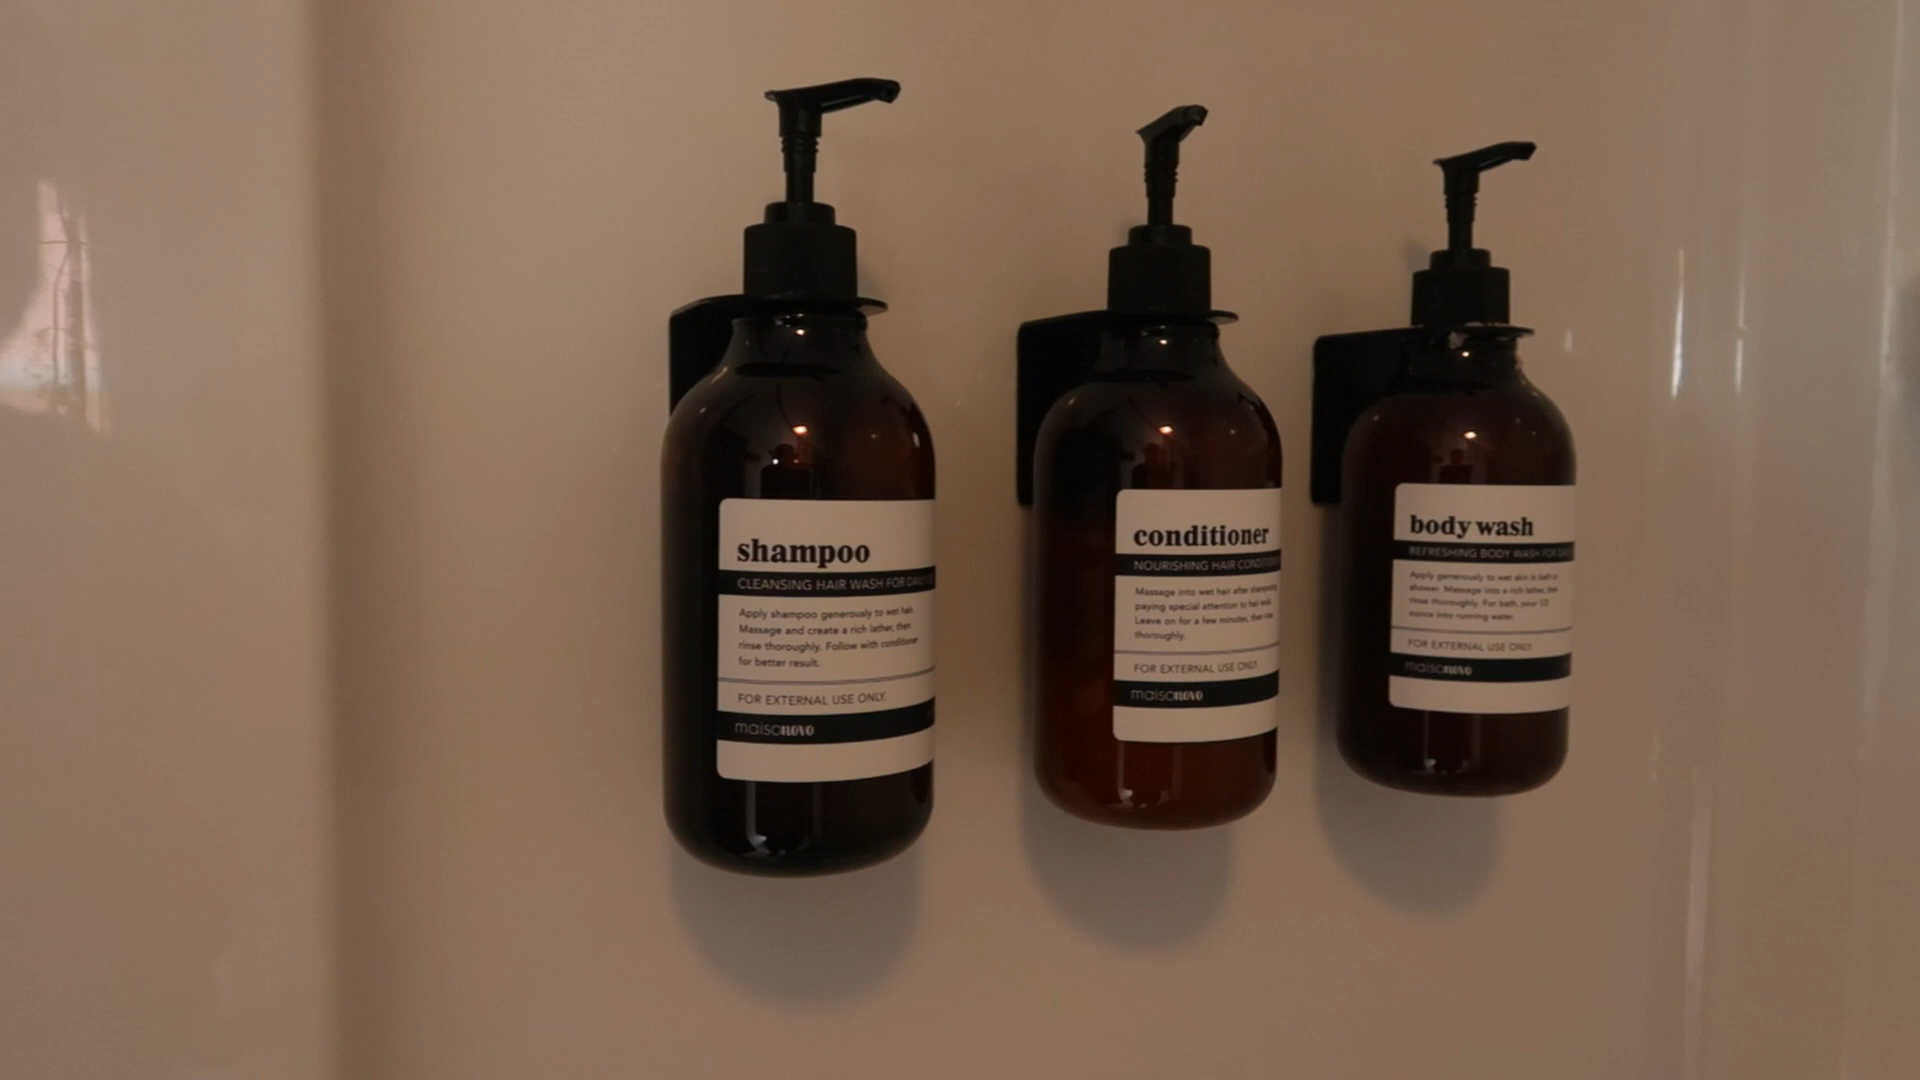 shampoo
CLEANSING HAIR WASH FOR DAILY
Apply shampoo generously to wet hair.
Massage and create a rich lather, then
rinse thoroughly. Follow with conditioner
for better result.
FOR EXTERNAL USE ONLY.
maisonovo
conditioner
NOURISHING HAIR CONDITIONER
Massage into wet hair after shampooing,
paying special attention to hair ends.
Leave on for a few minutes, then rinse
thoroughly.
FOR EXTERNAL USE ONLY.
maisonovo
body wash
REFRESHING BODY WASH FOR DAILY
Apply generously to wet skin in bath or
shower. Massage into a rich lather, then
rinse thoroughly. For bath, pour 1/2
ounce into running water.
FOR EXTERNAL USE ONLY.
maisonovo